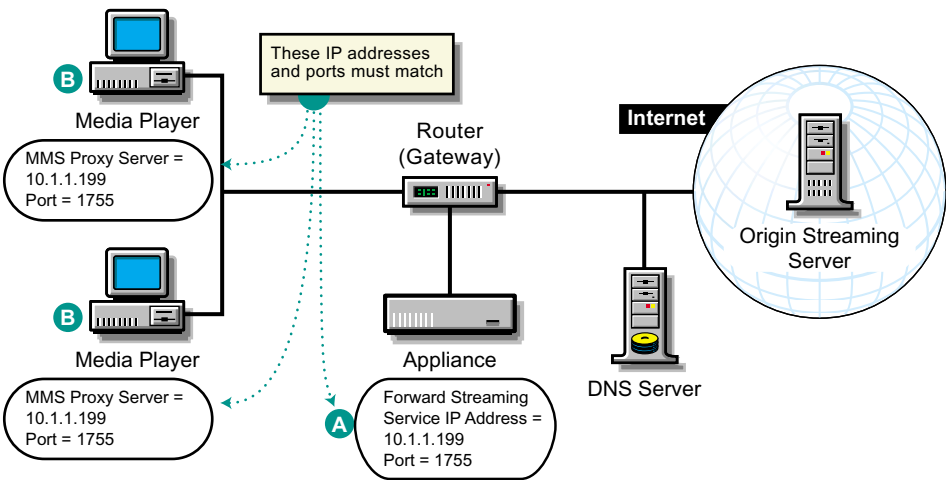 These IP addresses
and ports must match
B
Media Player
MMS Proxy Server =
10.1.1.199
Port = 1755
Router
(Gateway)
Internet
Origin Streaming
Server
B
Media Player
MMS Proxy Server =
10.1.1.199
Port = 1755
Appliance
A
Forward Streaming
Service IP Address =
10.1.1.199
Port = 1755
DNS Server